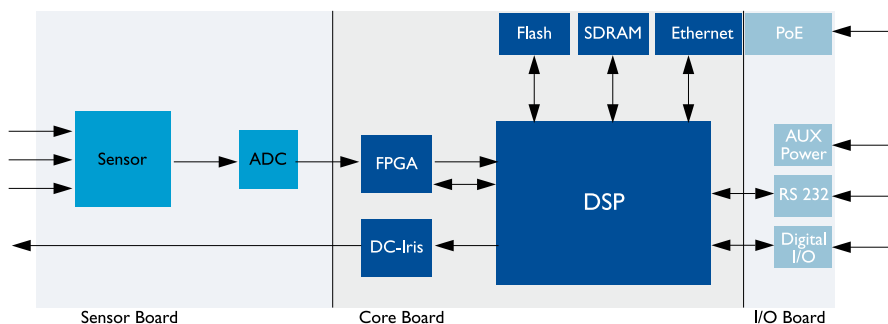 Flash
SDRAM
Ethernet
PoE
Sensor
ADC
FPGA
DSP
AUX
Power
RS 232
DC-Iris
Digital
I/O
Sensor Board
Core Board
I/O Board